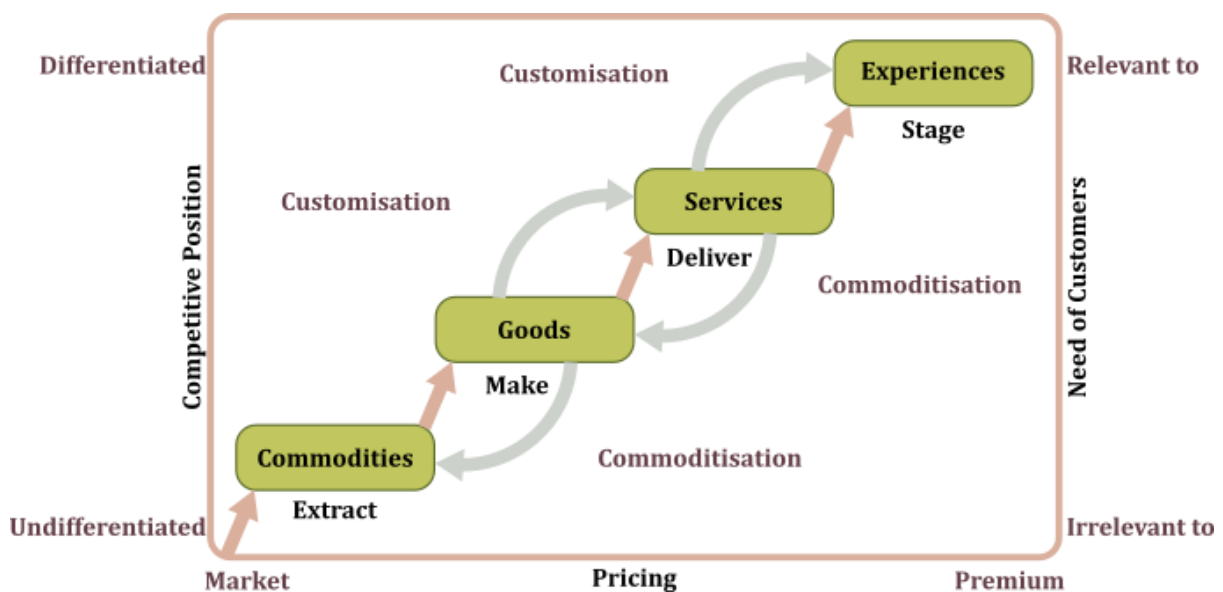 Differentiated
Customisation
Experiences
Relevant to
Stage
Customisation
Services
Deliver
Competitive Position
Need of Customers
Commoditisation
Goods
Make
Commodities
Commoditisation
Extract
Undifferentiated
Irrelevant to
Market
Pricing
Premium